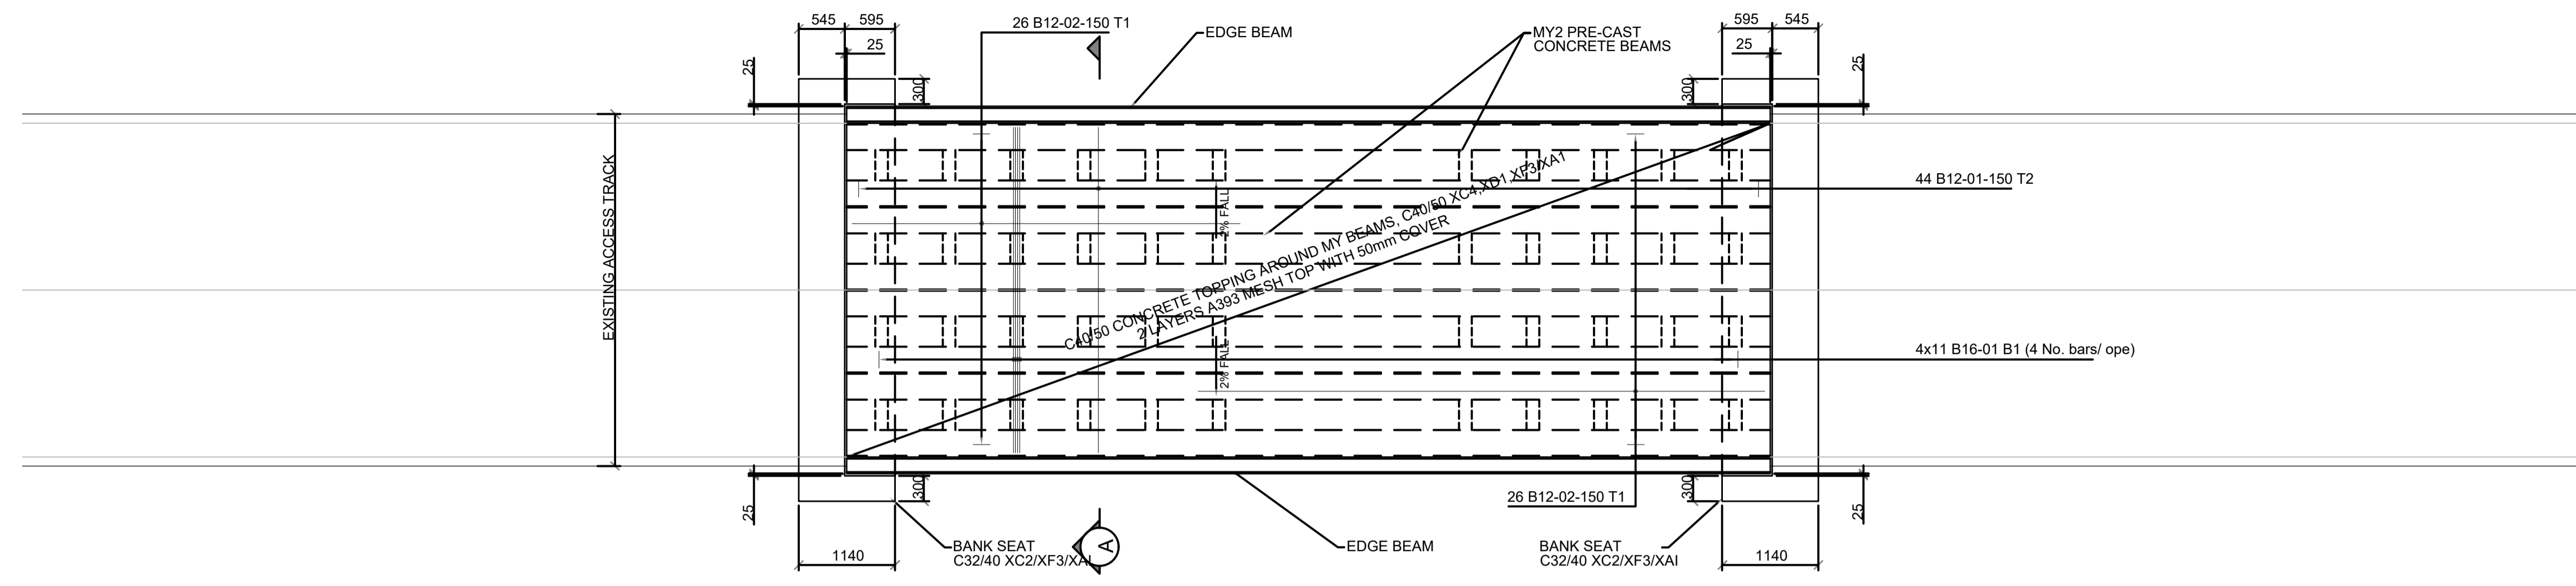 545 595
26 B12-02-150 T1
EDGE BEAM
MY2 PRE-CAST
CONCRETE BEAMS
595 545
25
25
25
25
300
300
EXISTING ACCESS TRACK
44 B12-01-150 T2
2% FALL
C40/50 CONCRETE TOPPING AROUND MY BEAMS, C40/50 XC4,XD1,XF3/XA1
2 LAYERS A393 MESH TOP WITH 50mm COVER
2% FALL
4x11 B16-01 B1 (4 No. bars/ ope)
300
300
25
25
26 B12-02-150 T1
BANK SEAT
C32/40 XC2/XF3/XAI
A
EDGE BEAM
BANK SEAT
C32/40 XC2/XF3/XAI
1140
1140